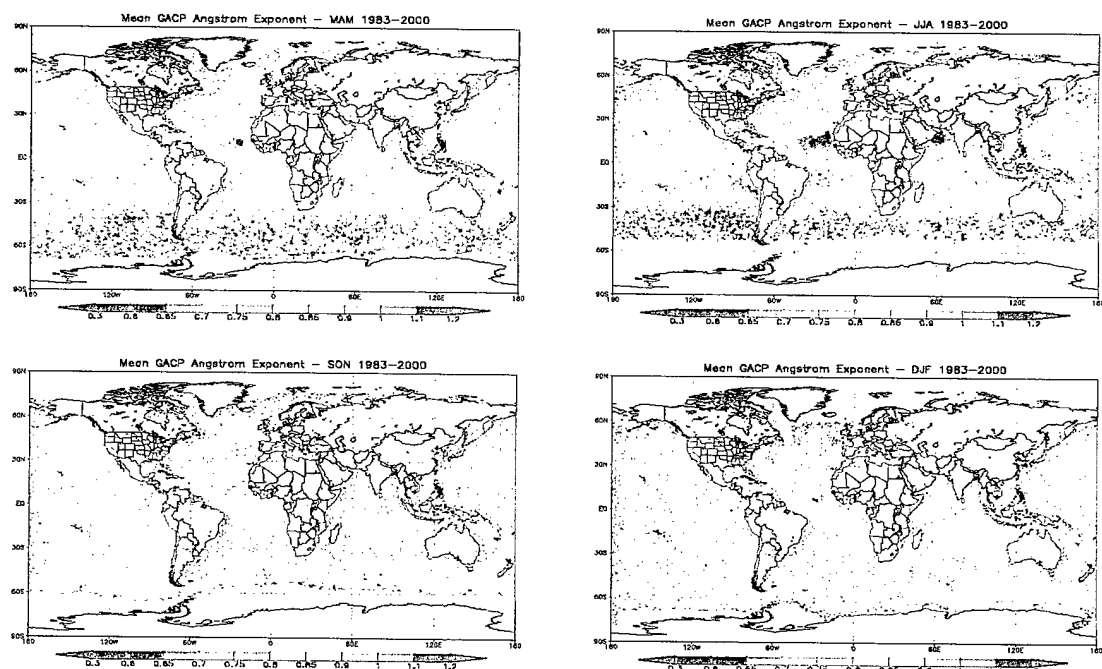 Mean GACP Angstrom Exponent - MAM 1983-2000
90N
60N
30N
EQ
30S
60S
90S
180 120W 60W 0 60E 120E 180
0.3 0.6 0.65 0.7 0.75 0.8 0.85 0.9 1 1.1 1.2
Mean GACP Angstrom Exponent - JJA 1983-2000
90N
60N
30N
EQ
30S
60S
90S
180 120W 60W 0 60E 120E 180
0.3 0.6 0.65 0.7 0.75 0.8 0.85 0.9 1 1.1 1.2
Mean GACP Angstrom Exponent - SON 1983-2000
90N
60N
30N
EQ
30S
60S
90S
180 120W 60W 0 60E 120E 180
0.3 0.6 0.65 0.7 0.75 0.8 0.85 0.9 1 1.1 1.2
Mean GACP Angstrom Exponent - DJF 1983-2000
90N
60N
30N
EQ
30S
60S
90S
180 120W 60W 0 60E 120E 180